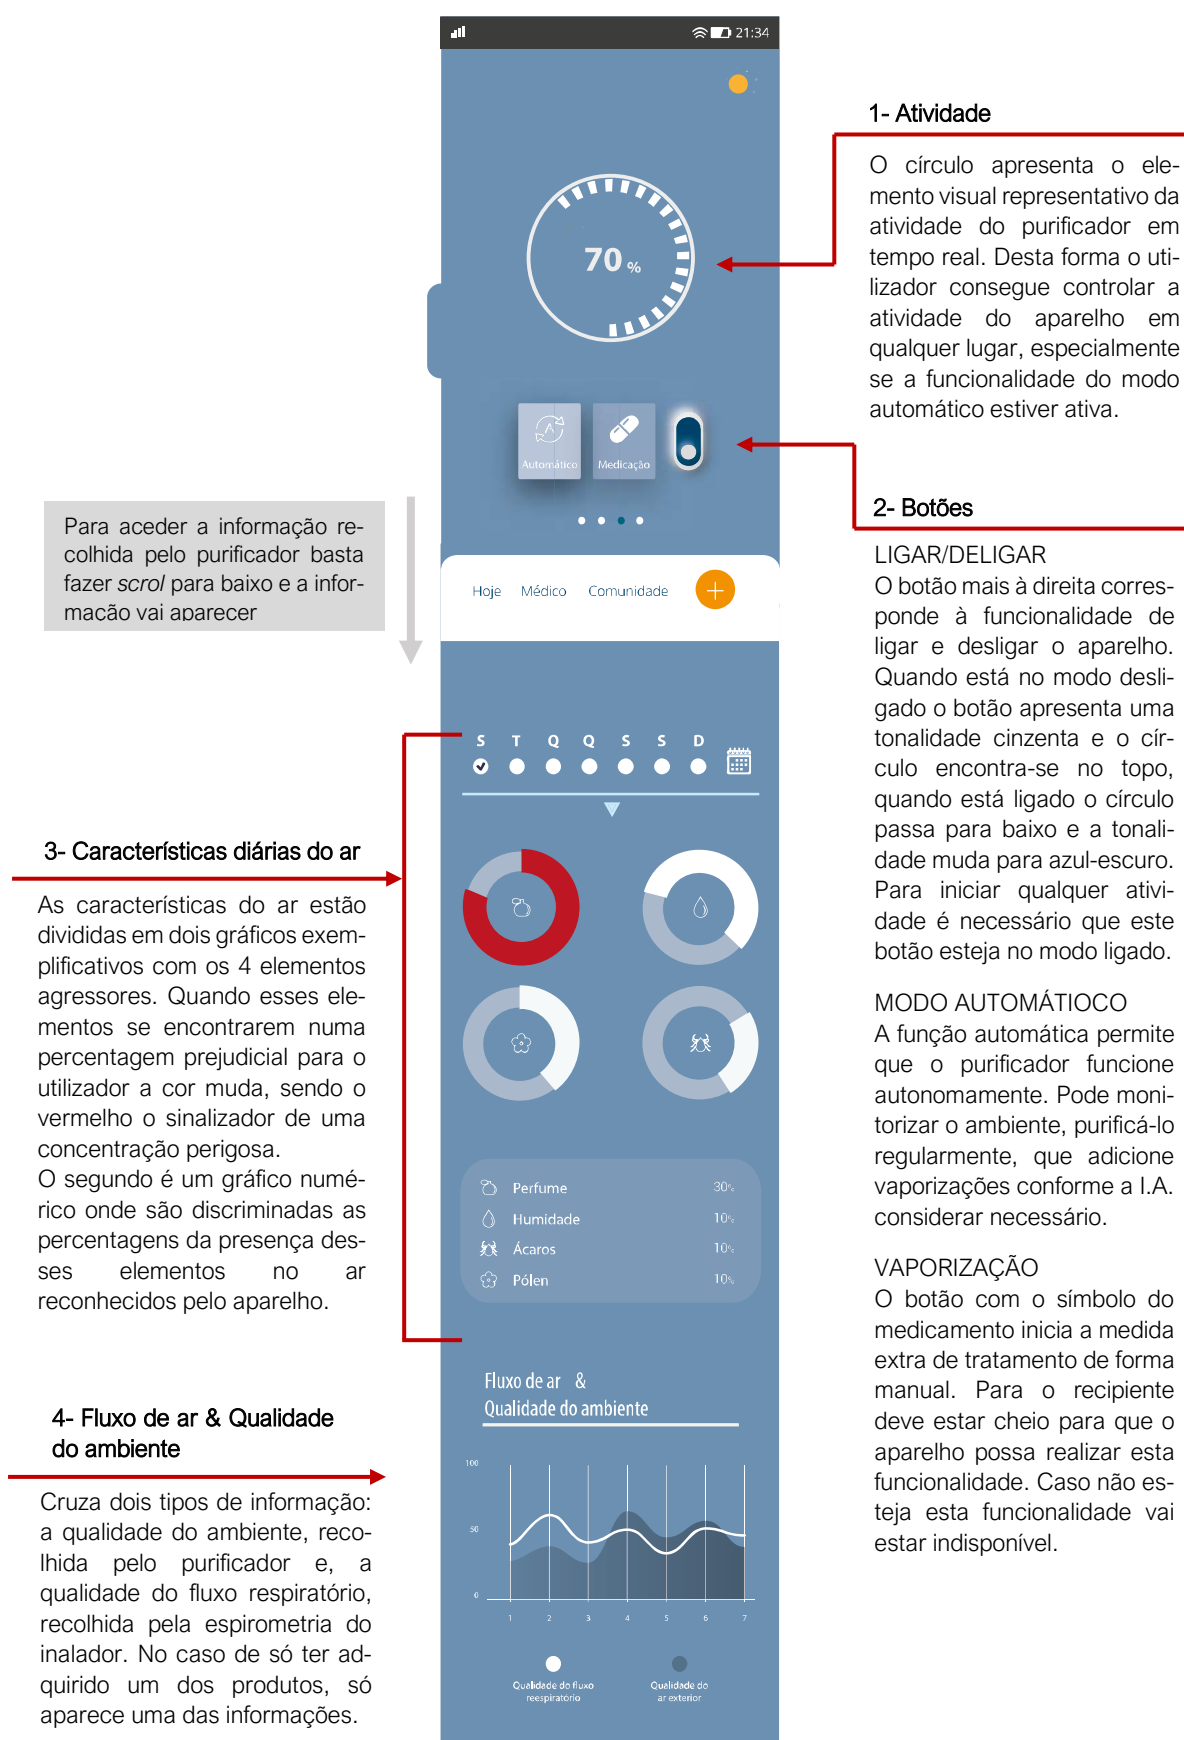 21:34
70 %
Automático
Medicação
Hoje Médico Comunidade +
S T Q Q S S D
Perfume 30%
Humidade 10%
Ácaros 10%
Pólen 10%
Fluxo de ar &
Qualidade do ambiente
100
50
0
1 2 3 4 5 6 7
Qualidade do fluxo
reespiratório
Qualidade do
ar exterior
1- Atividade
O círculo apresenta o ele-
mento visual representativo da
atividade do purificador em
tempo real. Desta forma o uti-
lizador consegue controlar a
atividade do aparelho em
qualquer lugar, especialmente
se a funcionalidade do modo
automático estiver ativa.
2- Botões
LIGAR/DELIGAR
O botão mais à direita corres-
ponde à funcionalidade de
ligar e desligar o aparelho.
Quando está no modo desli-
gado o botão apresenta uma
tonalidade cinzenta e o cír-
culo encontra-se no topo,
quando está ligado o círculo
passa para baixo e a tonali-
dade muda para azul-escuro.
Para iniciar qualquer ativi-
dade é necessário que este
botão esteja no modo ligado.
MODO AUTOMÁTIOCO
A função automática permite
que o purificador funcione
autonomamente. Pode moni-
torizar o ambiente, purificá-lo
regularmente, que adicione
vaporizações conforme a I.A.
considerar necessário.
VAPORIZAÇÃO
O botão com o símbolo do
medicamento inicia a medida
extra de tratamento de forma
manual. Para o recipiente
deve estar cheio para que o
aparelho possa realizar esta
funcionalidade. Caso não es-
teja esta funcionalidade vai
estar indisponível.
Para aceder a informação re-
colhida pelo purificador basta
fazer scrol para baixo e a infor-
mação vai aparecer
3- Características diárias do ar
As características do ar estão
divididas em dois gráficos exem-
plificativos com os 4 elementos
agressores. Quando esses ele-
mentos se encontrarem numa
percentagem prejudicial para o
utilizador a cor muda, sendo o
vermelho o sinalizador de uma
concentração perigosa.
O segundo é um gráfico numé-
rico onde são discriminadas as
percentagens da presença des-
ses elementos no ar
reconhecidos pelo aparelho.
4- Fluxo de ar & Qualidade
do ambiente
Cruza dois tipos de informação:
a qualidade do ambiente, reco-
lhida pelo purificador e, a
qualidade do fluxo respiratório,
recolhida pela espirometria do
inalador. No caso de só ter ad-
quirido um dos produtos, só
aparece uma das informações.